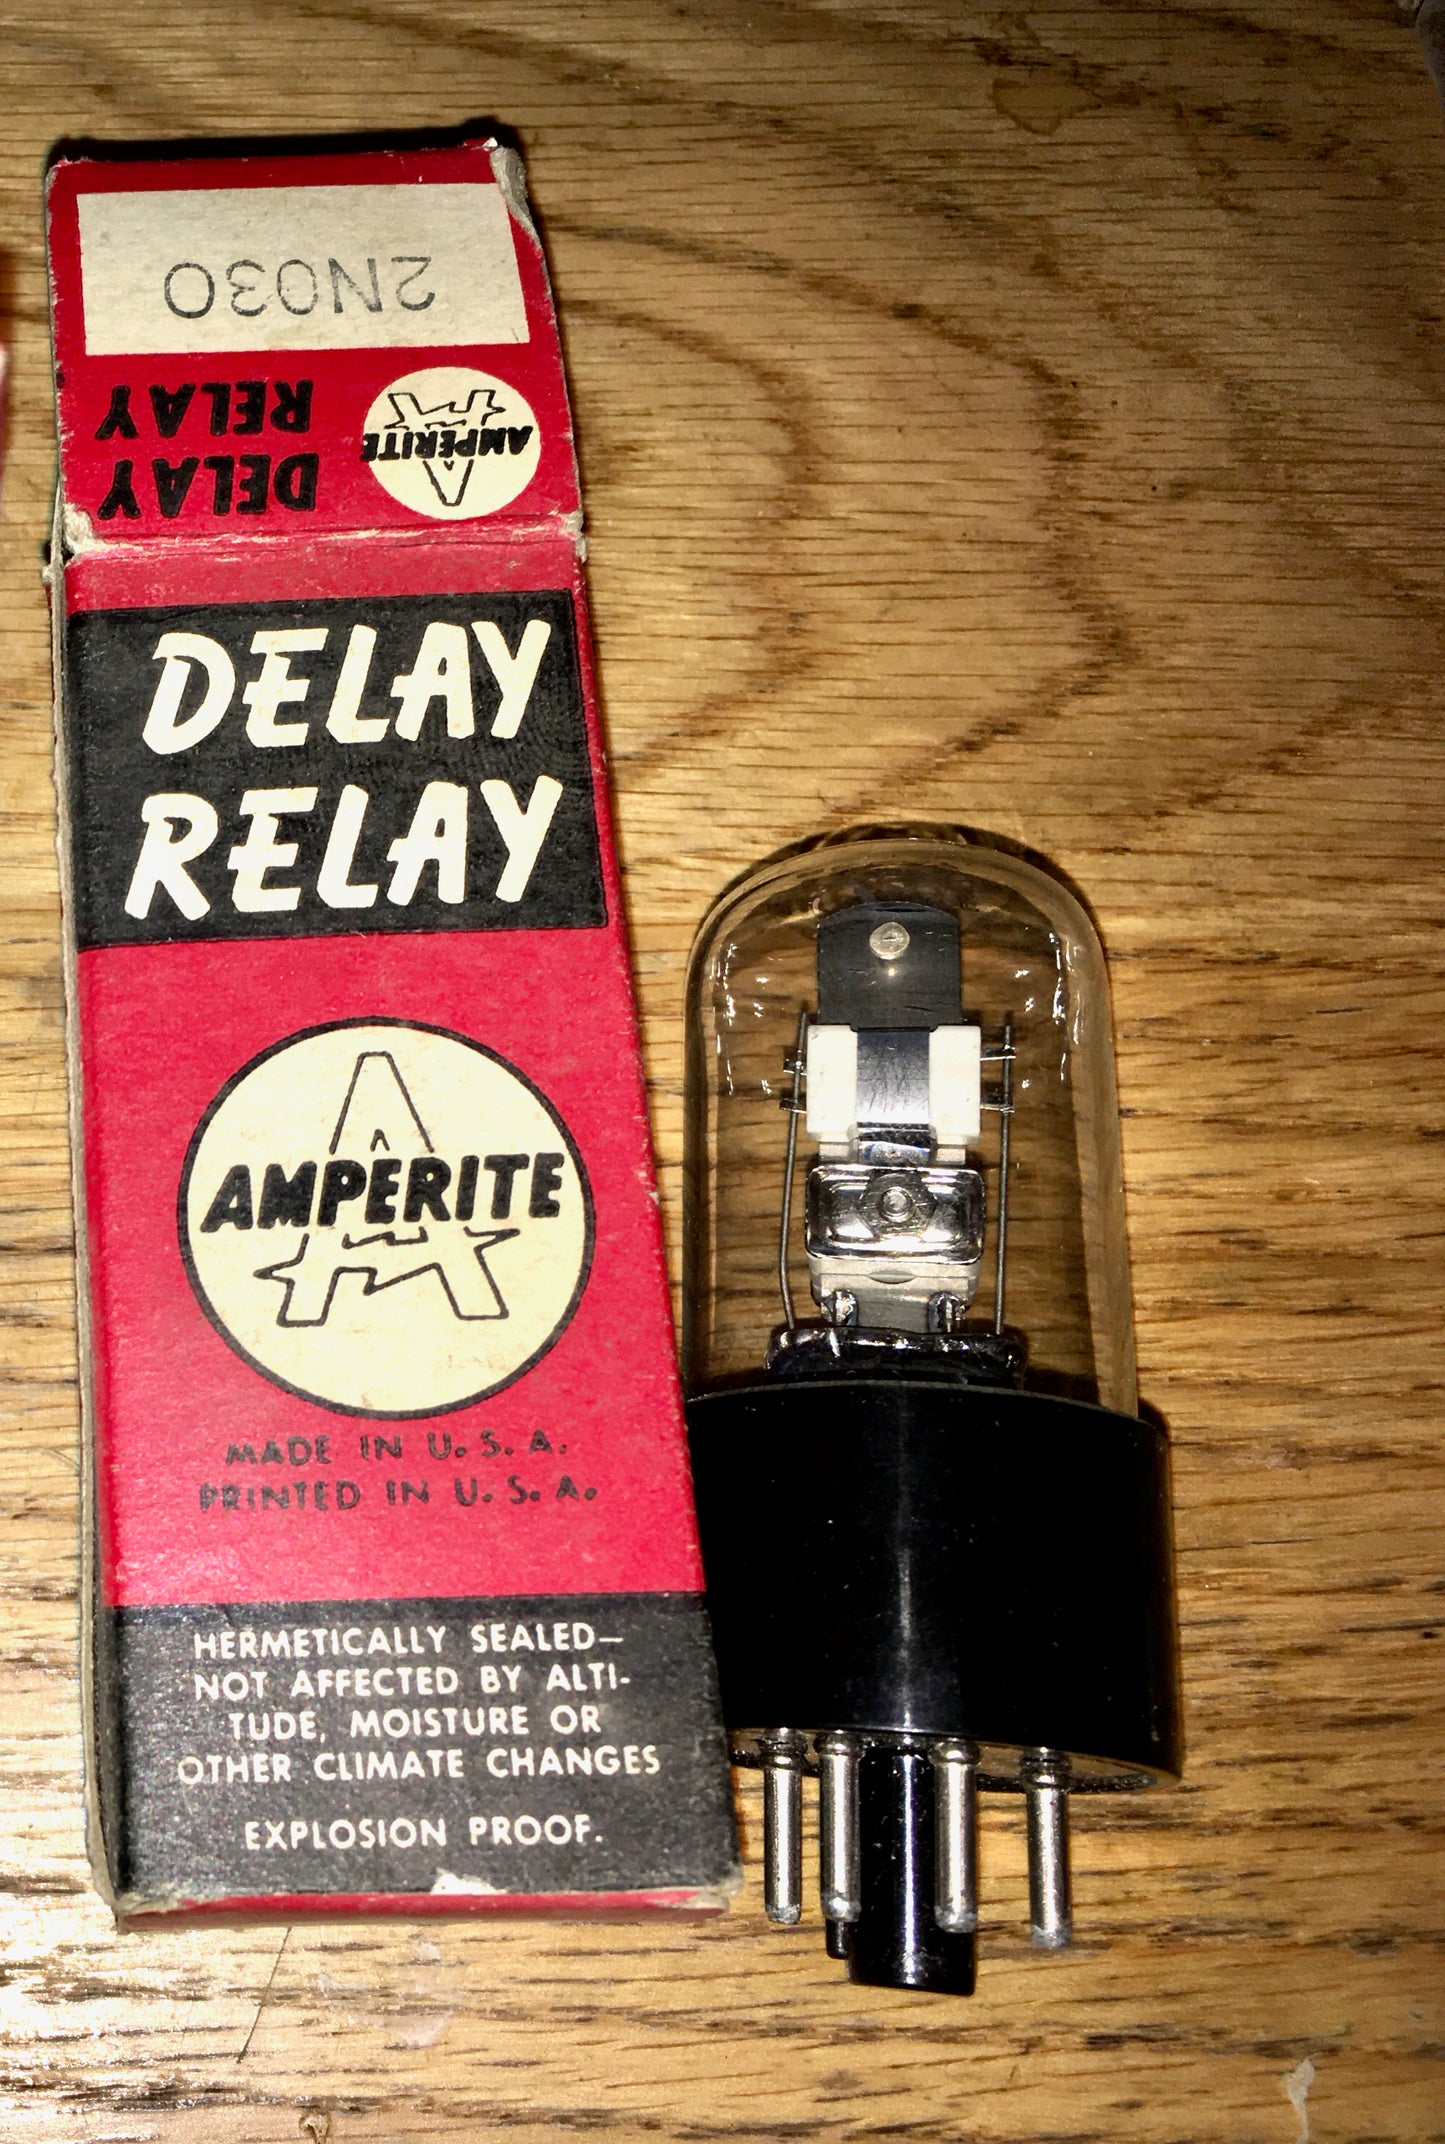 2NO30
DELAY
RELAY
AMPERITE
DELAY
RELAY
AMPERITE
MADE IN U. S. A.
PRINTED IN U. S. A.
HERMETICALLY SEALED—
NOT AFFECTED BY ALTI-
TUDE, MOISTURE OR
OTHER CLIMATE CHANGES
EXPLOSION PROOF.